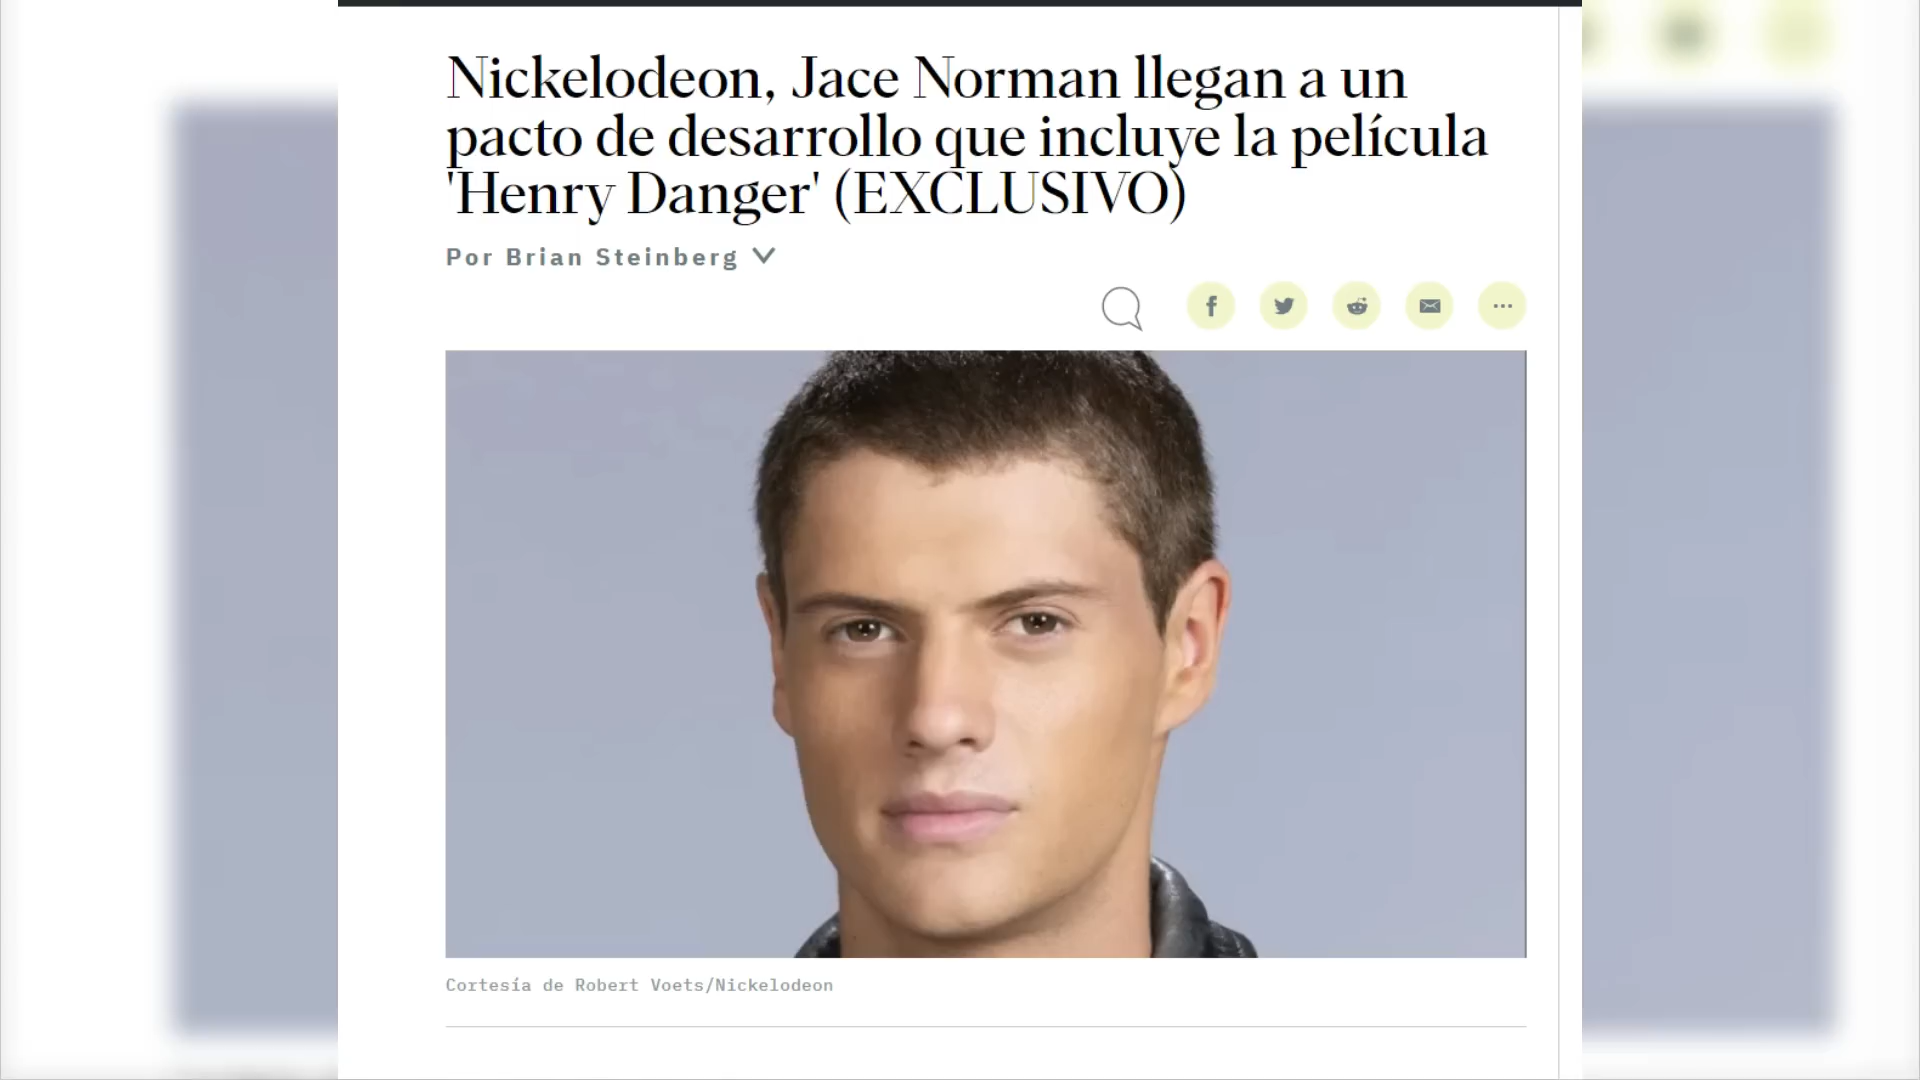 Nickelodeon, Jace Norman llegan a un
pacto de desarrollo que incluye la película
'Henry Danger' (EXCLUSIVO)
Por Brian Steinberg
Cortesía de Robert Voets/Nickelodeon